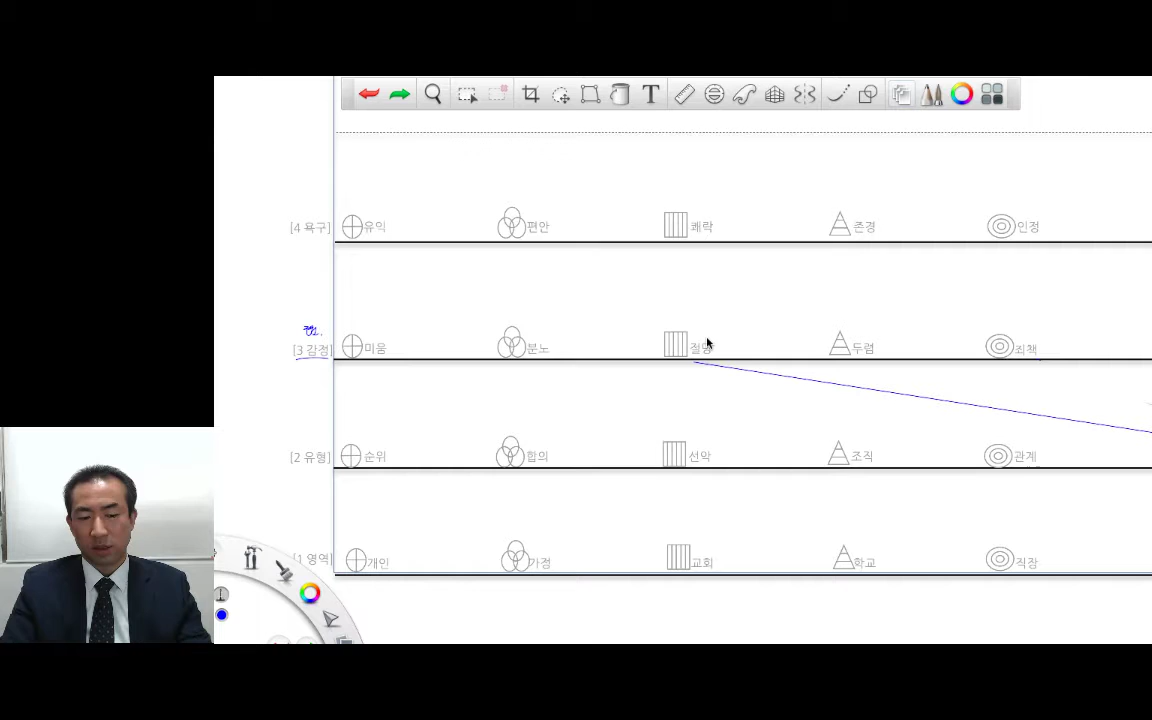 [4 욕구] 유익 편안 쾌락 존경 인정
[3 감정] 미움 분노 절망 두렴 죄책
[2 유형] 순위 합의 선악 조직 관계
[1 영역] 개인 가정 교회 학교 직장